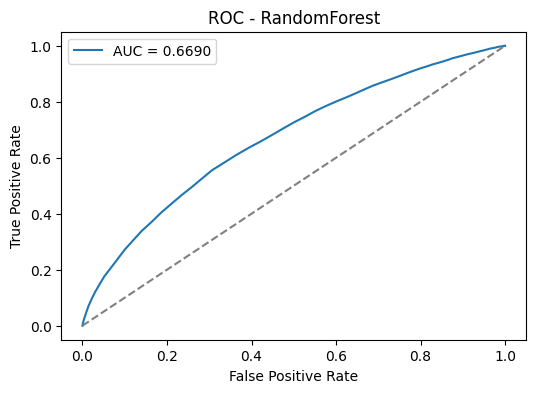 ROC - RandomForest
AUC = 0.6690
True Positive Rate
1.0
0.8
0.6
0.4
0.2
0.0
0.0 0.2 0.4 0.6 0.8 1.0
False Positive Rate